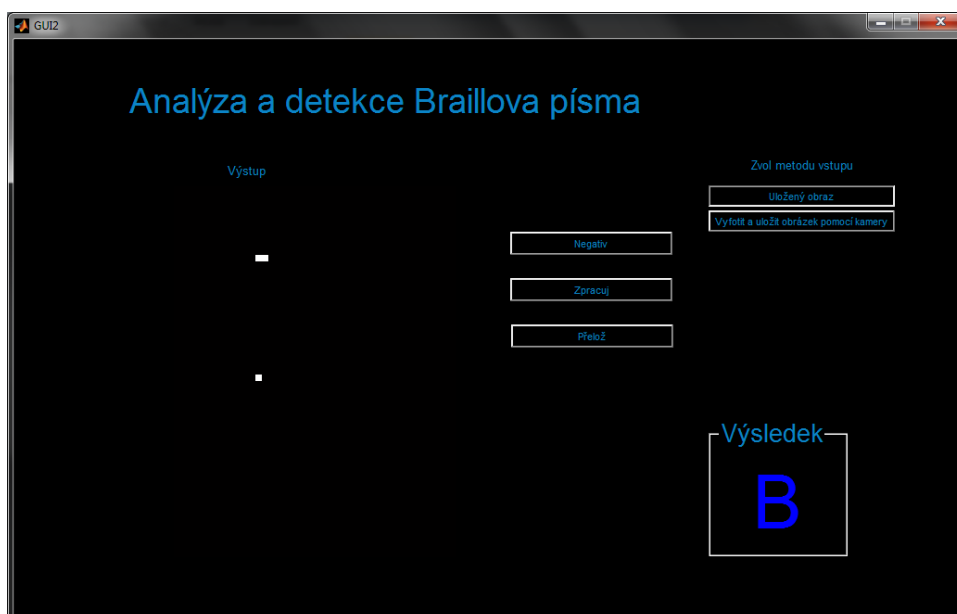 GUI2
Analýza a detekce Braillova písma
Výstup
Zvol metodu vstupu
Uložený obraz
Vyfotit a uložit obrázek pomocí kamery
Negativ
Zpracuj
Přelož
Výsledek
B